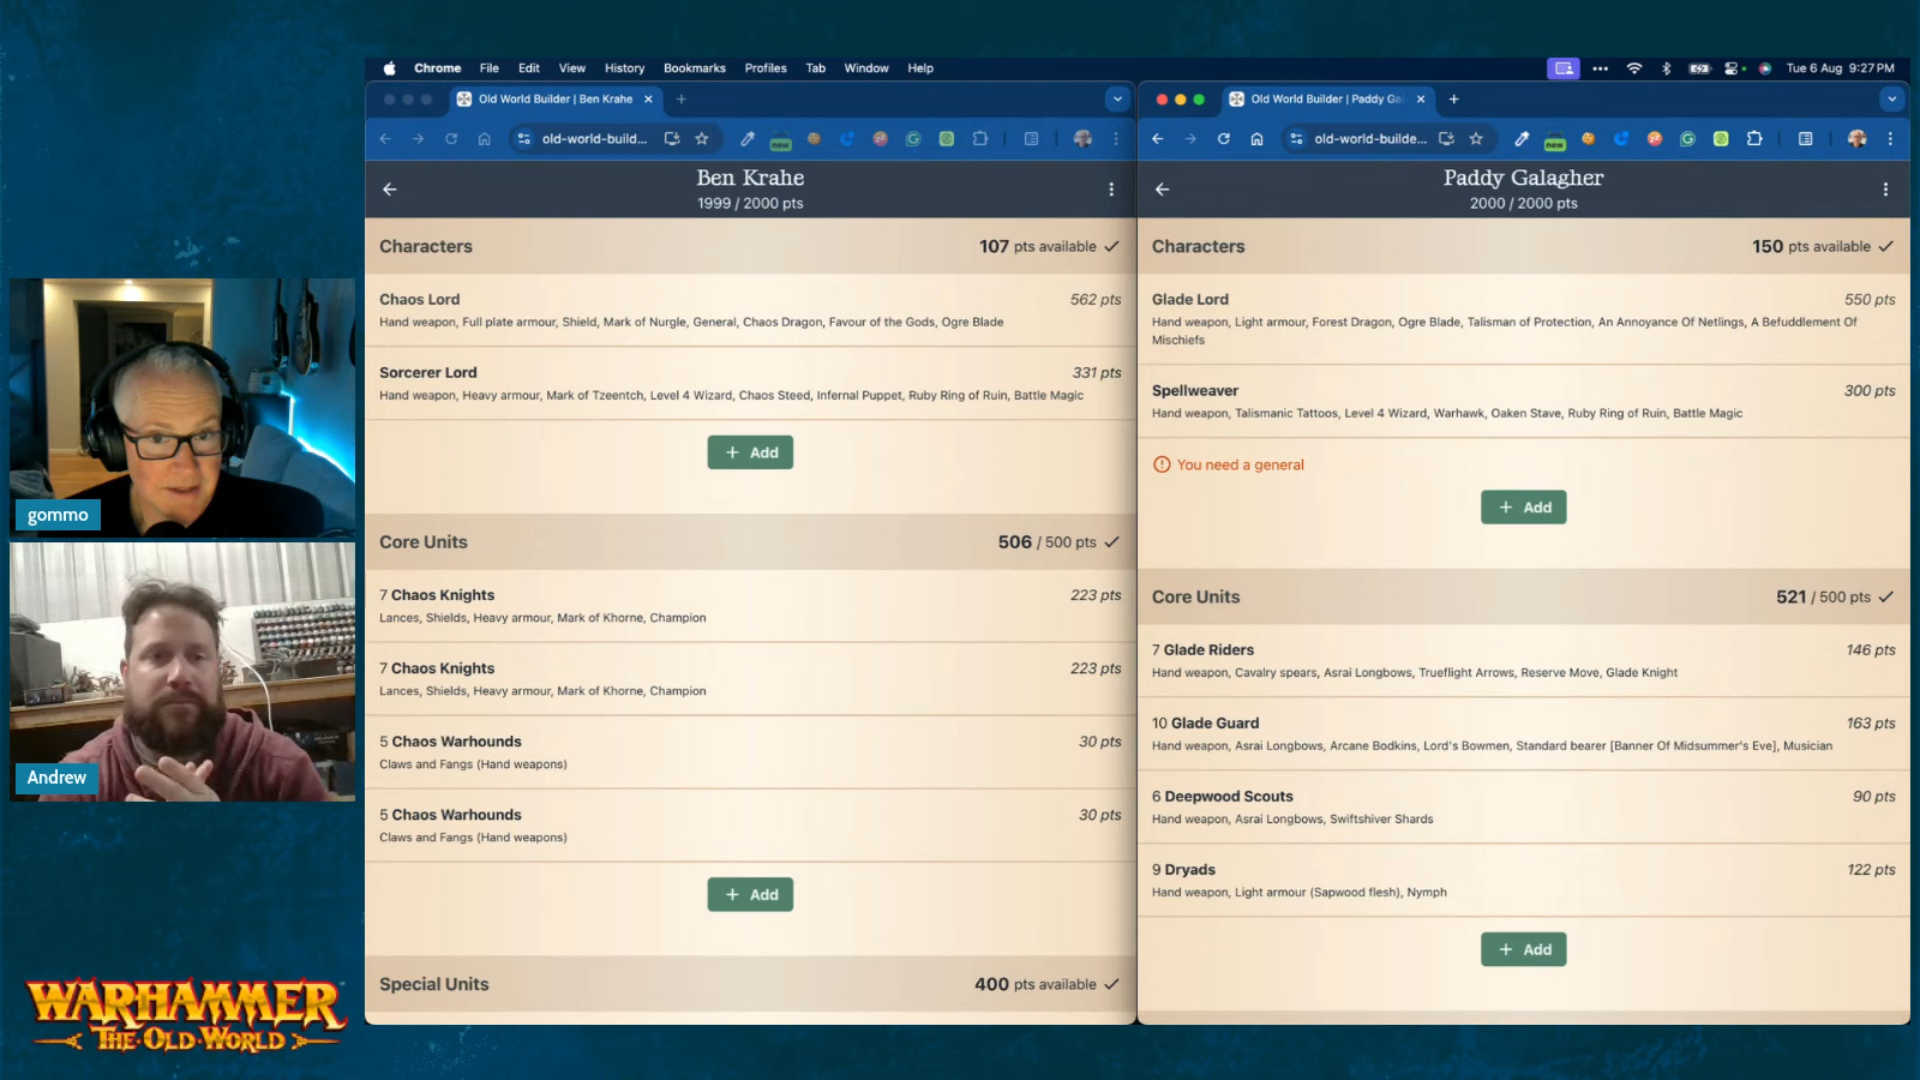 Chrome File Edit View History Bookmarks Profiles Tab Window Help
Tue 6 Aug 9:27 PM
Old World Builder | Ben Krahe
old-world-build...
new
Ben Krahe
1999 / 2000 pts
Characters 107 pts available
Chaos Lord 562 pts
Hand weapon, Full plate armour, Shield, Mark of Nurgle, General, Chaos Dragon, Favour of the Gods, Ogre Blade
Sorcerer Lord 331 pts
Hand weapon, Heavy armour, Mark of Tzeentch, Level 4 Wizard, Chaos Steed, Infernal Puppet, Ruby Ring of Ruin, Battle Magic
+ Add
Core Units 506 / 500 pts
7 Chaos Knights 223 pts
Lances, Shields, Heavy armour, Mark of Khorne, Champion
7 Chaos Knights 223 pts
Lances, Shields, Heavy armour, Mark of Khorne, Champion
5 Chaos Warhounds 30 pts
Claws and Fangs (Hand weapons)
5 Chaos Warhounds 30 pts
Claws and Fangs (Hand weapons)
+ Add
Special Units 400 pts available
Old World Builder | Paddy Ga
old-world-builde...
new
Paddy Galagher
2000 / 2000 pts
Characters 150 pts available
Glade Lord 550 pts
Hand weapon, Light armour, Forest Dragon, Ogre Blade, Talisman of Protection, An Annoyance Of Netlings, A Befuddlement Of
Mischiefs
Spellweaver 300 pts
Hand weapon, Talismanic Tattoos, Level 4 Wizard, Warhawk, Oaken Stave, Ruby Ring of Ruin, Battle Magic
You need a general
+ Add
Core Units 521 / 500 pts
7 Glade Riders 146 pts
Hand weapon, Cavalry spears, Asrai Longbows, Trueflight Arrows, Reserve Move, Glade Knight
10 Glade Guard 163 pts
Hand weapon, Asrai Longbows, Arcane Bodkins, Lord's Bowmen, Standard bearer [Banner Of Midsummer's Eve], Musician
6 Deepwood Scouts 90 pts
Hand weapon, Asrai Longbows, Swiftshiver Shards
9 Dryads 122 pts
Hand weapon, Light armour (Sapwood flesh), Nymph
+ Add
gommo
Andrew
WARHAMMER
THE·OLD·WORLD